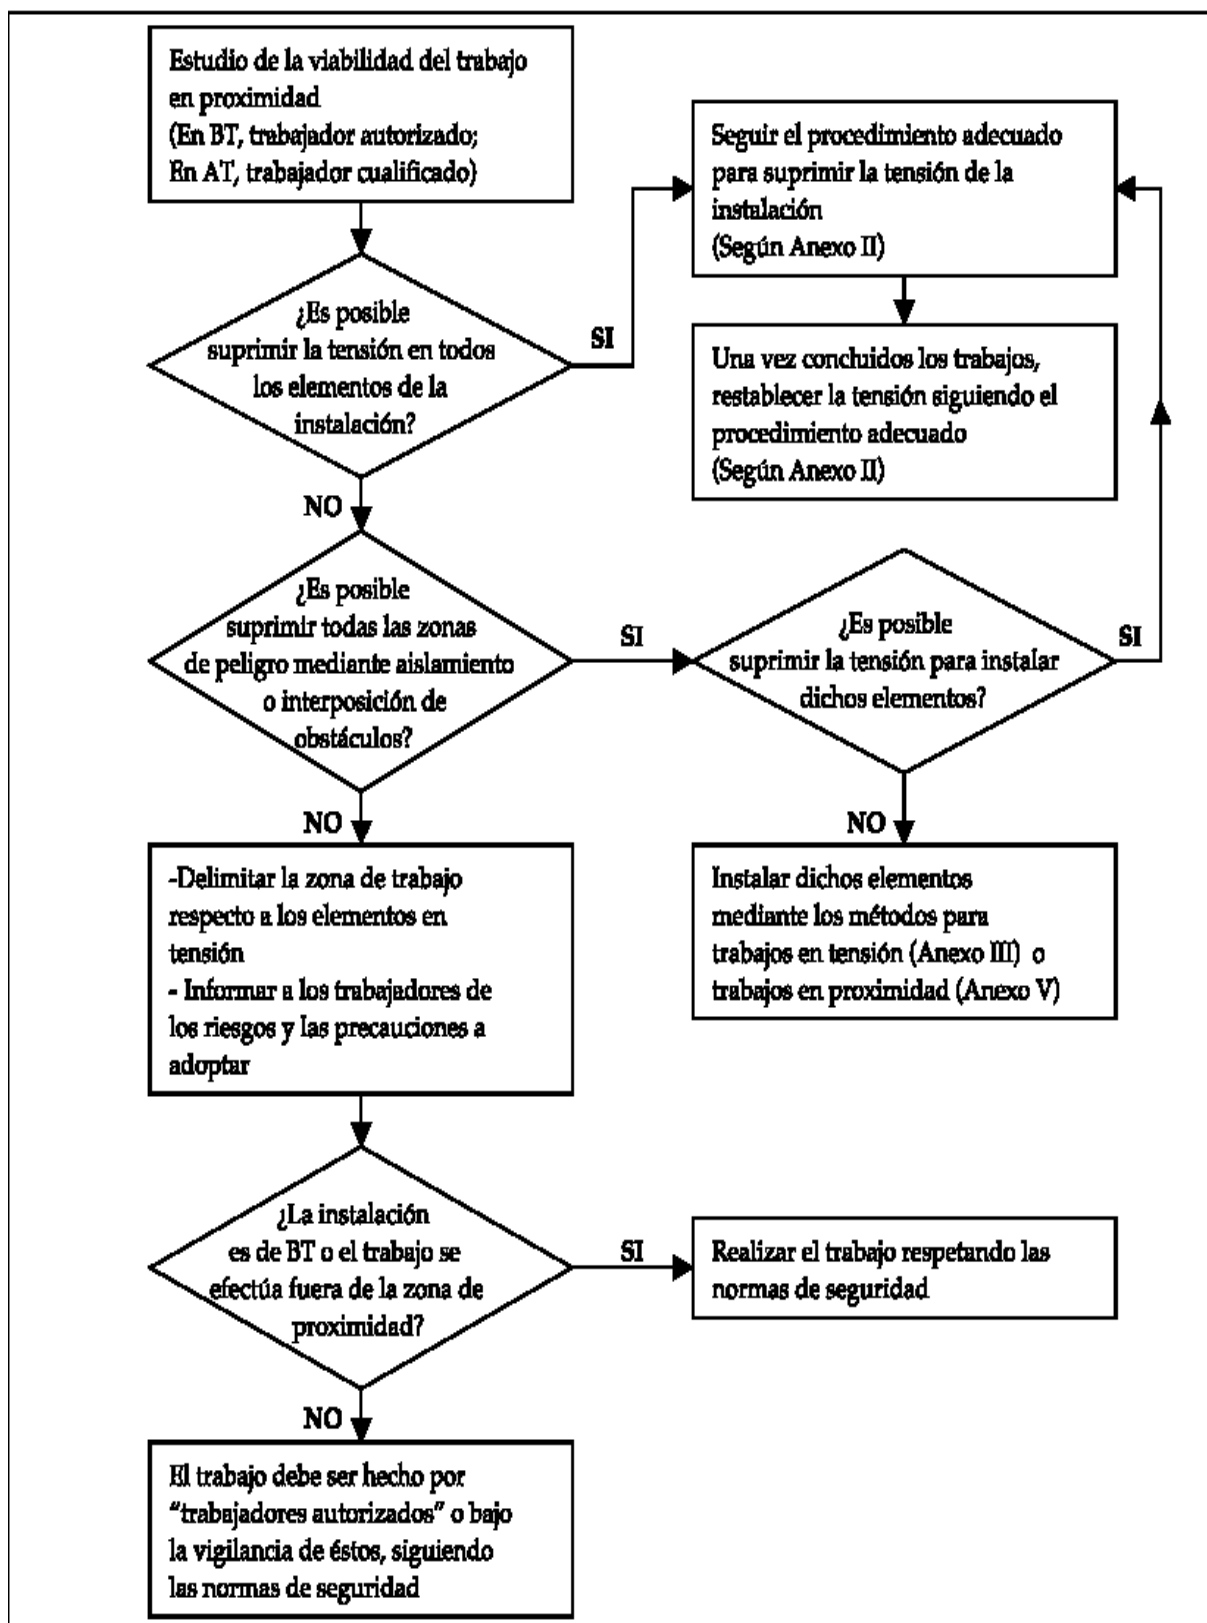 Estudio de la viabilidad del trabajo
en proximidad
(En BT, trabajador autorizado;
En AT, trabajador cualificado)
Seguir el procedimiento adecuado
para suprimir la tensión de la
instalación
(Según Anexo II)
¿Es posible
suprimir la tensión en todos
los elementos de la
instalación?
SI
Una vez concluidos los trabajos,
restablecer la tensión siguiendo el
procedimiento adecuado
(Según Anexo II)
NO
¿Es posible
suprimir todas las zonas
de peligro mediante aislamiento
o interposición de
obstáculos?
SI
¿Es posible
suprimir la tensión para instalar
dichos elementos?
SI
NO
NO
-Delimitar la zona de trabajo
respecto a los elementos en
tensión
- Informar a los trabajadores de
los riesgos y las precauciones a
adoptar
Instalar dichos elementos
mediante los métodos para
trabajos en tensión (Anexo III) o
trabajos en proximidad (Anexo V)
¿La instalación
es de BT o el trabajo se
efectúa fuera de la zona de
proximidad?
SI
Realizar el trabajo respetando las
normas de seguridad
NO
El trabajo debe ser hecho por
“trabajadores autorizados” o bajo
la vigilancia de éstos, siguiendo
las normas de seguridad